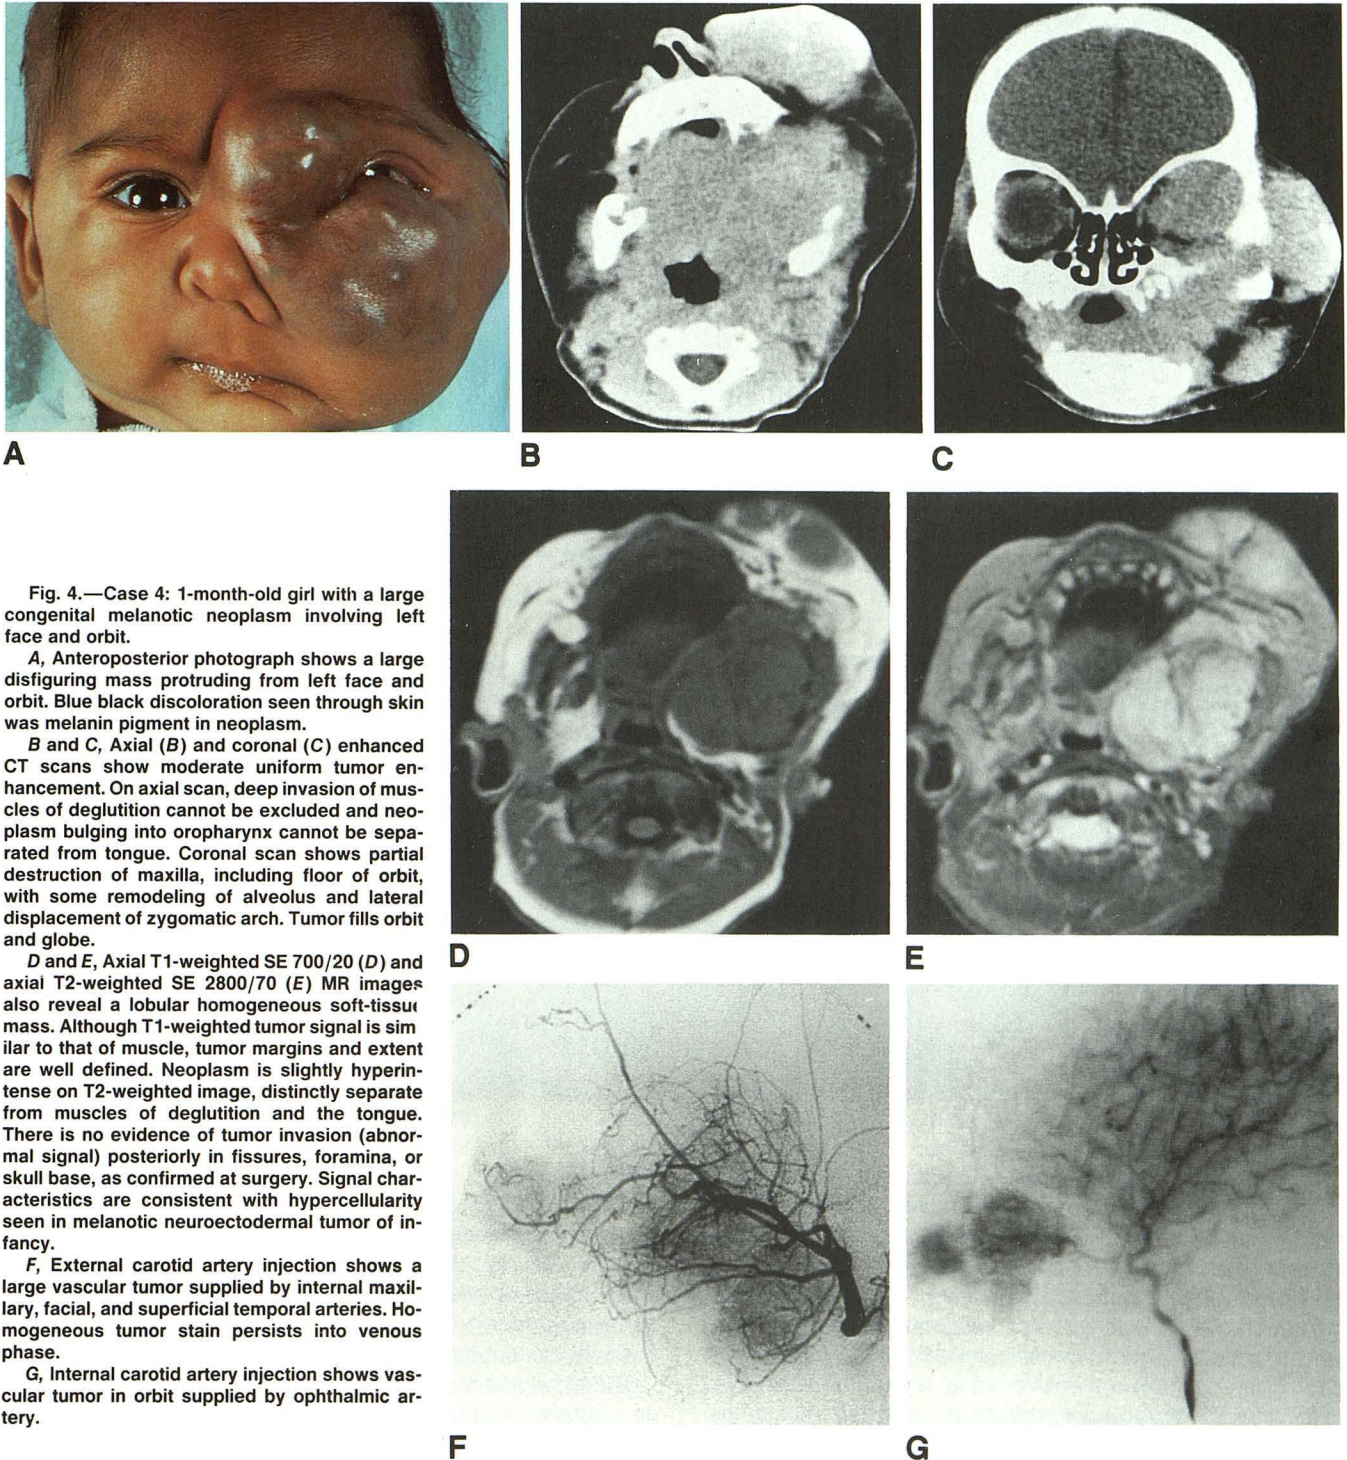 A
B
C
Fig. 4.—Case 4: 1-month-old girl with a large
congenital melanotic neoplasm involving left
face and orbit.
A, Anteroposterior photograph shows a large
disfiguring mass protruding from left face and
orbit. Blue black discoloration seen through skin
was melanin pigment in neoplasm.
B and C, Axial (B) and coronal (C) enhanced
CT scans show moderate uniform tumor en-
hancement. On axial scan, deep invasion of mus-
cles of deglutition cannot be excluded and neo-
plasm bulging into oropharynx cannot be sepa-
rated from tongue. Coronal scan shows partial
destruction of maxilla, including floor of orbit,
with some remodeling of alveolus and lateral
displacement of zygomatic arch. Tumor fills orbit
and globe.
D and E, Axial T1-weighted SE 700/20 (D) and
axial T2-weighted SE 2800/70 (E) MR images
also reveal a lobular homogeneous soft-tissue
mass. Although T1-weighted tumor signal is sim
ilar to that of muscle, tumor margins and extent
are well defined. Neoplasm is slightly hyperin-
tense on T2-weighted image, distinctly separate
from muscles of deglutition and the tongue.
There is no evidence of tumor invasion (abnor-
mal signal) posteriorly in fissures, foramina, or
skull base, as confirmed at surgery. Signal char-
acteristics are consistent with hypercellularity
seen in melanotic neuroectodermal tumor of in-
fancy.
F, External carotid artery injection shows a
large vascular tumor supplied by internal maxil-
lary, facial, and superficial temporal arteries. Ho-
mogeneous tumor stain persists into venous
phase.
G, Internal carotid artery injection shows vas-
cular tumor in orbit supplied by ophthalmic ar-
tery.
D
E
F
G